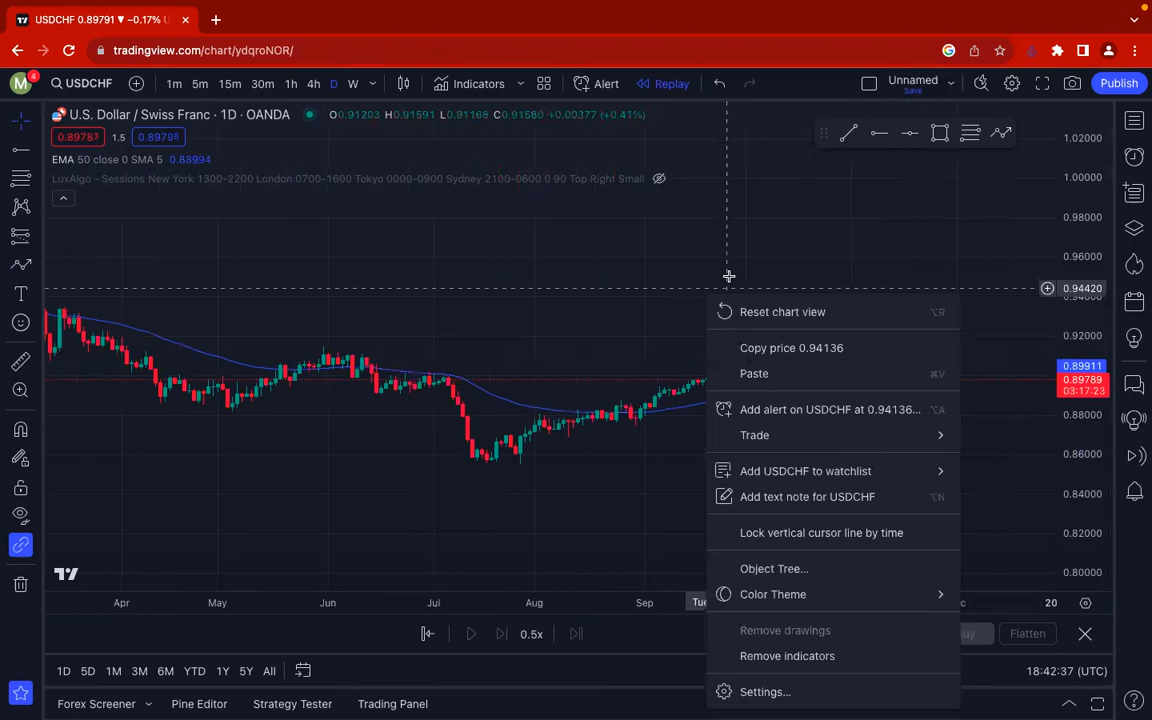 USDCHF 0.89791 ▼ −0.17% U
tradingview.com/chart/ydqroNOR/
M
4
USDCHF
1m 5m 15m 30m 1h 4h D W
Indicators
Alert
Replay
Unnamed
Save
Publish
U.S. Dollar / Swiss Franc · 1D · OANDA
O0.91203 H0.91591 L0.91168 C0.91580 +0.00377 (+0.41%)
0.89783 1.5 0.89798
EMA 50 close 0 SMA 5 0.88994
LuxAlgo - Sessions New York 1300-2200 London 0700-1600 Tokyo 0000-0900 Sydney 2100-0600 0 90 Top Right Small
1.02000
1.00000
0.98000
0.96000
0.94420
0.92000
0.89911
0.89789
03:17:23
0.88000
0.86000
0.84000
0.82000
0.80000
Reset chart view ⌥R
Copy price 0.94136
Paste ⌘V
Add alert on USDCHF at 0.94136... ⌥A
Trade
Add USDCHF to watchlist
Add text note for USDCHF ⌥N
Lock vertical cursor line by time
Object Tree...
Color Theme
Remove drawings
Remove indicators
Settings...
Apr May Jun Jul Aug Sep Tue 20
0.5x
Flatten
1D 5D 1M 3M 6M YTD 1Y 5Y All
18:42:37 (UTC)
Forex Screener Pine Editor Strategy Tester Trading Panel